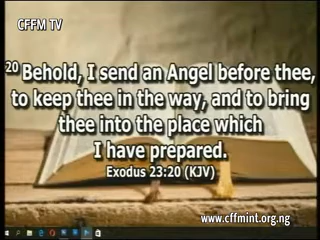 CFFM TV
20 Behold, I send an Angel before thee,
to keep thee in the way, and to bring
thee into the place which
I have prepared.
Exodus 23:20 (KJV)
www.cffmint.org.ng